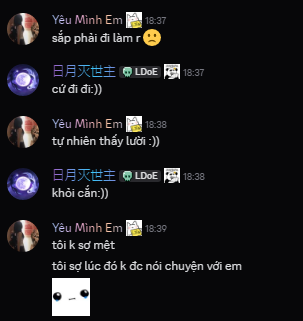 Yêu Mình Em 18:37
sắp phải đi làm r
日月灭世主 LDoE 18:37
cứ đi đi:))
Yêu Mình Em 18:38
tự nhiên thấy lười :))
日月灭世主 LDoE 18:38
khỏi cắn:))
Yêu Mình Em 18:39
tôi k sợ mệt
tôi sợ lúc đó k đc nói chuyện với em